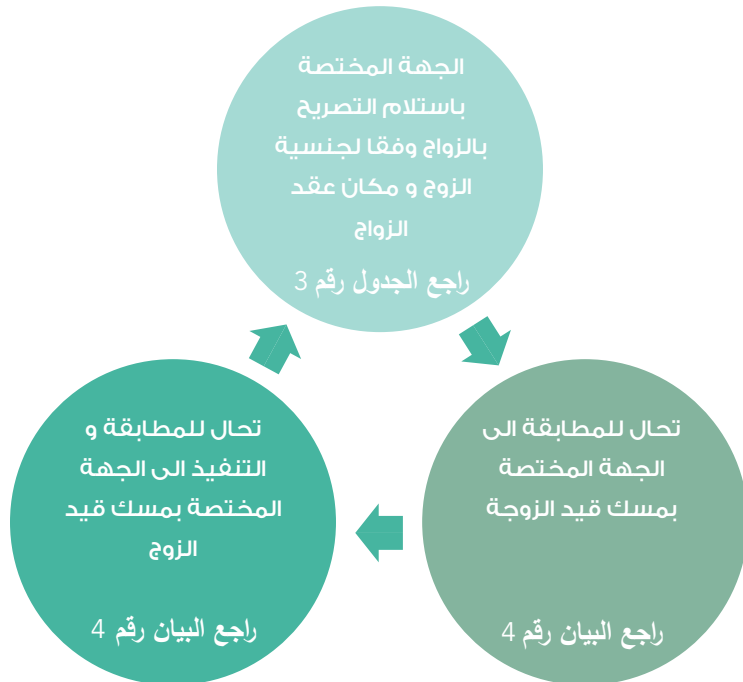 الجهة المختصة
باستلام التصريح
بالزواج وفقا لجنسية
الزوج و مكان عقد
الزواج
راجع الجدول رقم 3
تحال للمطابقة الى
الجهة المختصة
بمسك قيد الزوجة
راجع البيان رقم 4
تحال للمطابقة و
التنفيذ الى الجهة
المختصة بمسك قيد
الزوج
راجع البيان رقم 4